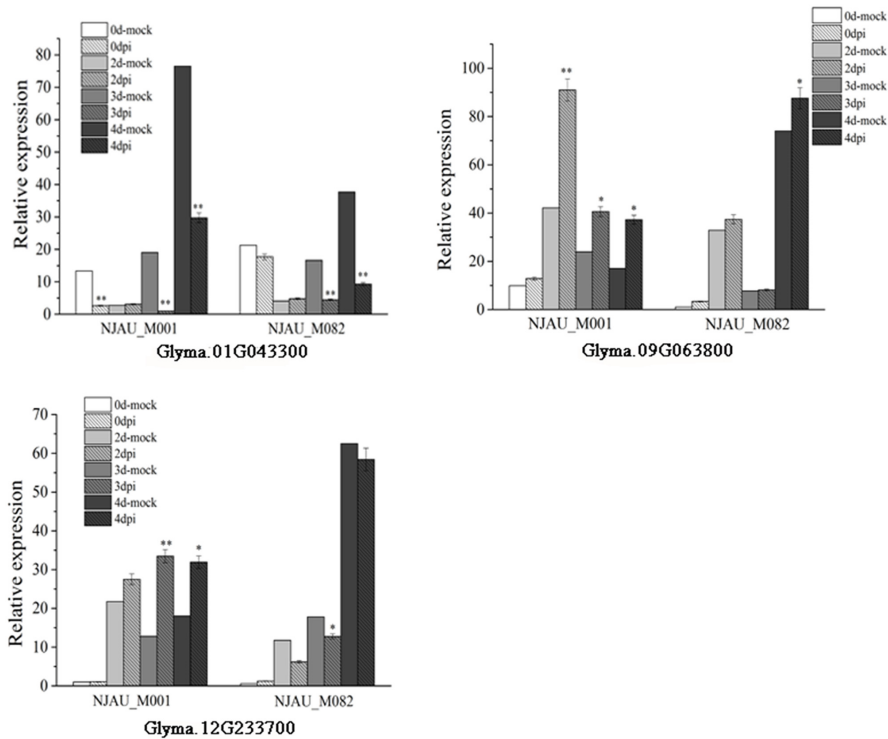 0d-mock
0dpi
2d-mock
2dpi
3d-mock
3dpi
4d-mock
4dpi
Relative expression
80
70
60
50
40
30
20
10
0
**
**
**
**
**
NJAU_M001 NJAU_M082
Glyma.01G043300
0d-mock
0dpi
2d-mock
2dpi
3d-mock
3dpi
4d-mock
4dpi
Relative expression
100
80
60
40
20
0
**
*
*
*
NJAU_M001 NJAU_M082
Glyma.09G063800
0d-mock
0dpi
2d-mock
2dpi
3d-mock
3dpi
4d-mock
4dpi
Relative expression
70
60
50
40
30
20
10
0
**
*
*
NJAU_M001 NJAU_M082
Glyma.12G233700